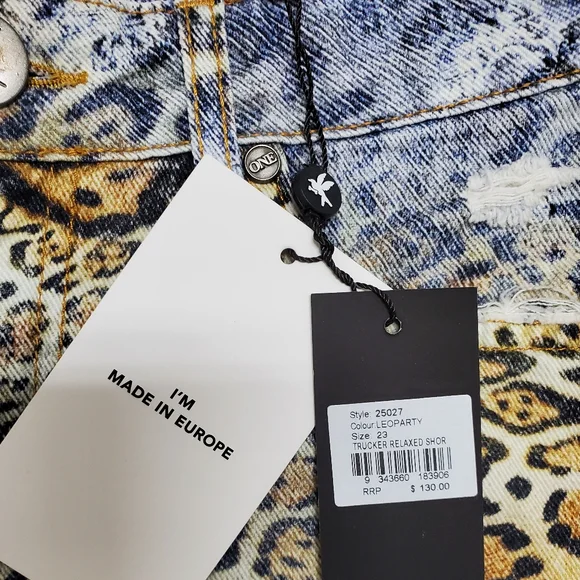 ONE
I'M
MADE IN EUROPE
Style: 25027
Colour:LEOPARTY
Size: 23
TRUCKER RELAXED SHOR
9 343660 183906
RRP $ 130.00